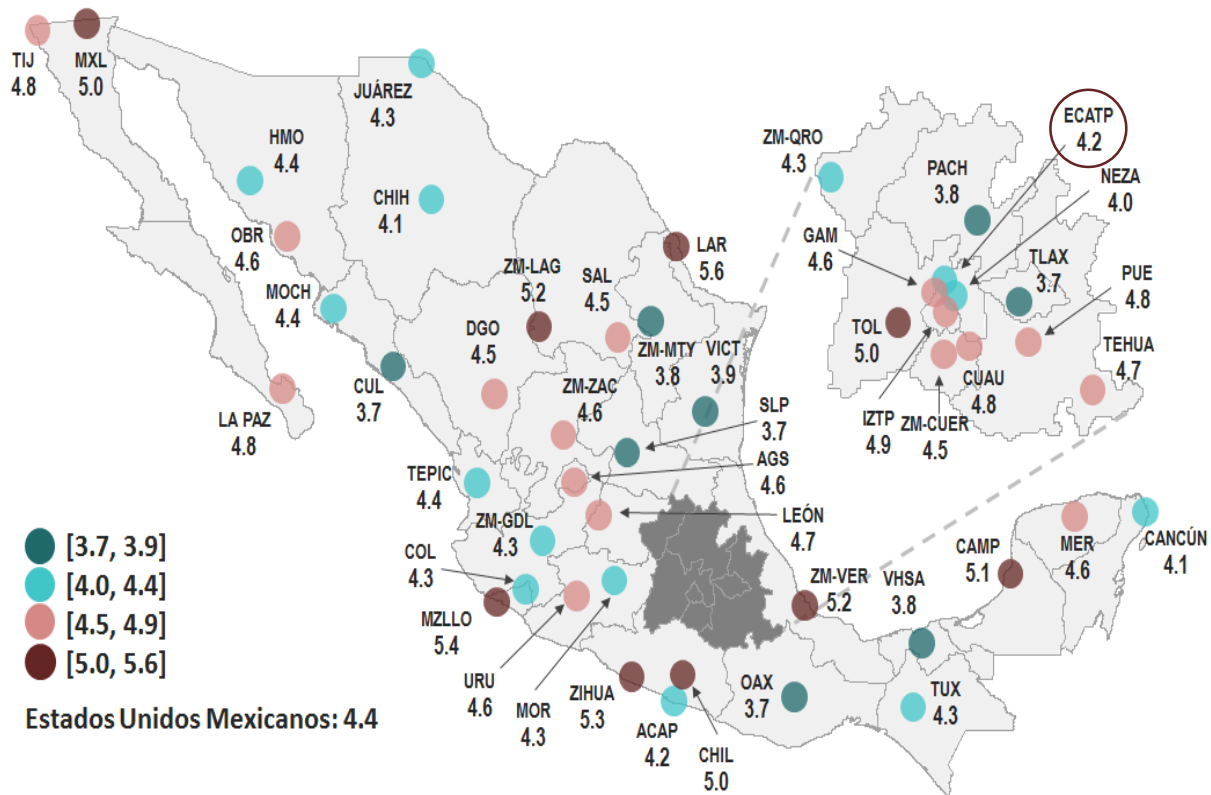 TIJ
4.8
MXL
5.0
JUÁREZ
4.3
HMO
4.4
CHIH
4.1
OBR
4.6
MOCH
4.4
LA PAZ
4.8
CUL
3.7
ZM-LAG
5.2
SAL
4.5
LAR
5.6
DGO
4.5
ZM-MTY
3.8
VICT
3.9
ZM-ZAC
4.6
SLP
3.7
AGS
4.6
TEPIC
4.4
LEÓN
4.7
ZM-GDL
4.3
COL
4.3
MZLLO
5.4
URU
4.6
MOR
4.3
ZIHUA
5.3
ACAP
4.2
CHIL
5.0
OAX
3.7
ZM-VER
5.2
VHSA
3.8
TUX
4.3
CAMP
5.1
MER
4.6
CANCÚN
4.1
ZM-QRO
4.3
PACH
3.8
ECATP
4.2
NEZA
4.0
GAM
4.6
TLAX
3.7
PUE
4.8
TOL
5.0
TEHUA
4.7
CUAU
4.8
IZTP
4.9
ZM-CUER
4.5
[3.7, 3.9]
[4.0, 4.4]
[4.5, 4.9]
[5.0, 5.6]
Estados Unidos Mexicanos: 4.4